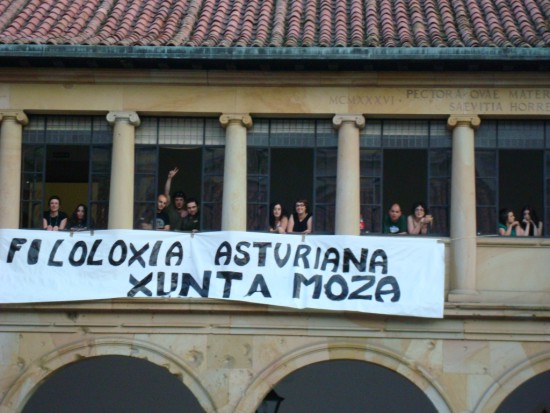 MCMXXXVI PECTORA QVAE MATER
SAEVITIA HORRE
FILOLOXIA ASTURIANA
XUNTA MOZA